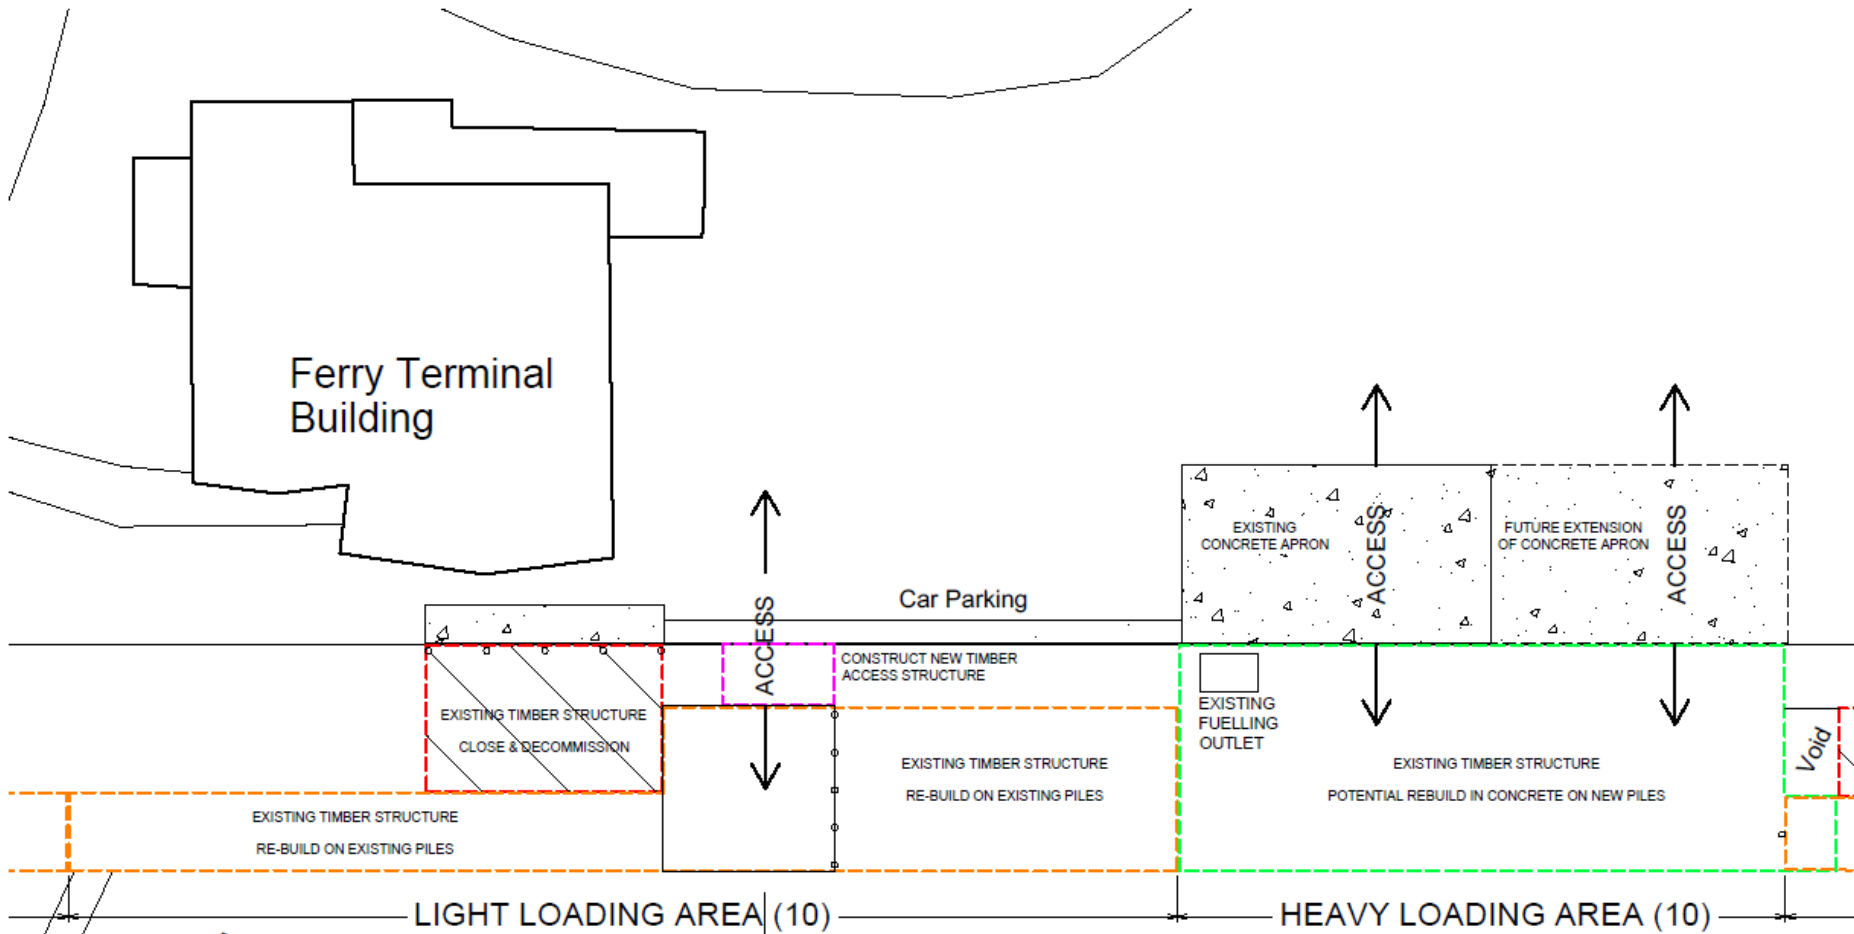 Ferry Terminal
Building
ACCESS
Car Parking
EXISTING
CONCRETE APRON
ACCESS
FUTURE EXTENSION
OF CONCRETE APRON
ACCESS
CONSTRUCT NEW TIMBER
ACCESS STRUCTURE
EXISTING TIMBER STRUCTURE
CLOSE & DECOMMISSION
EXISTING
FUELLING
OUTLET
EXISTING TIMBER STRUCTURE
RE-BUILD ON EXISTING PILES
EXISTING TIMBER STRUCTURE
POTENTIAL REBUILD IN CONCRETE ON NEW PILES
Void
EXISTING TIMBER STRUCTURE
RE-BUILD ON EXISTING PILES
LIGHT LOADING AREA (10)
HEAVY LOADING AREA (10)